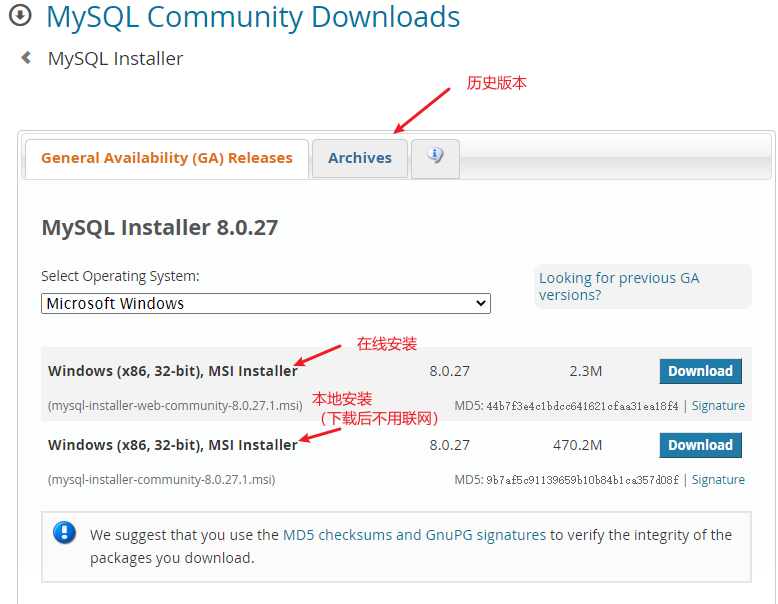 MySQL Community Downloads
MySQL Installer
历史版本
General Availability (GA) Releases
Archives
MySQL Installer 8.0.27
Select Operating System:
Looking for previous GA
versions?
Microsoft Windows
在线安装
Windows (x86, 32-bit), MSI Installer 8.0.27 2.3M Download
(mysql-installer-web-community-8.0.27.1.msi) MD5: 44b7f3e4c1bdcc641621cfaa31ea18f4 | Signature
本地安装
（下载后不用联网）
Windows (x86, 32-bit), MSI Installer 8.0.27 470.2M Download
(mysql-installer-community-8.0.27.1.msi) MD5: 9b7af5c91139659b10b84b1ca357d08f | Signature
We suggest that you use the MD5 checksums and GnuPG signatures to verify the integrity of the
packages you download.